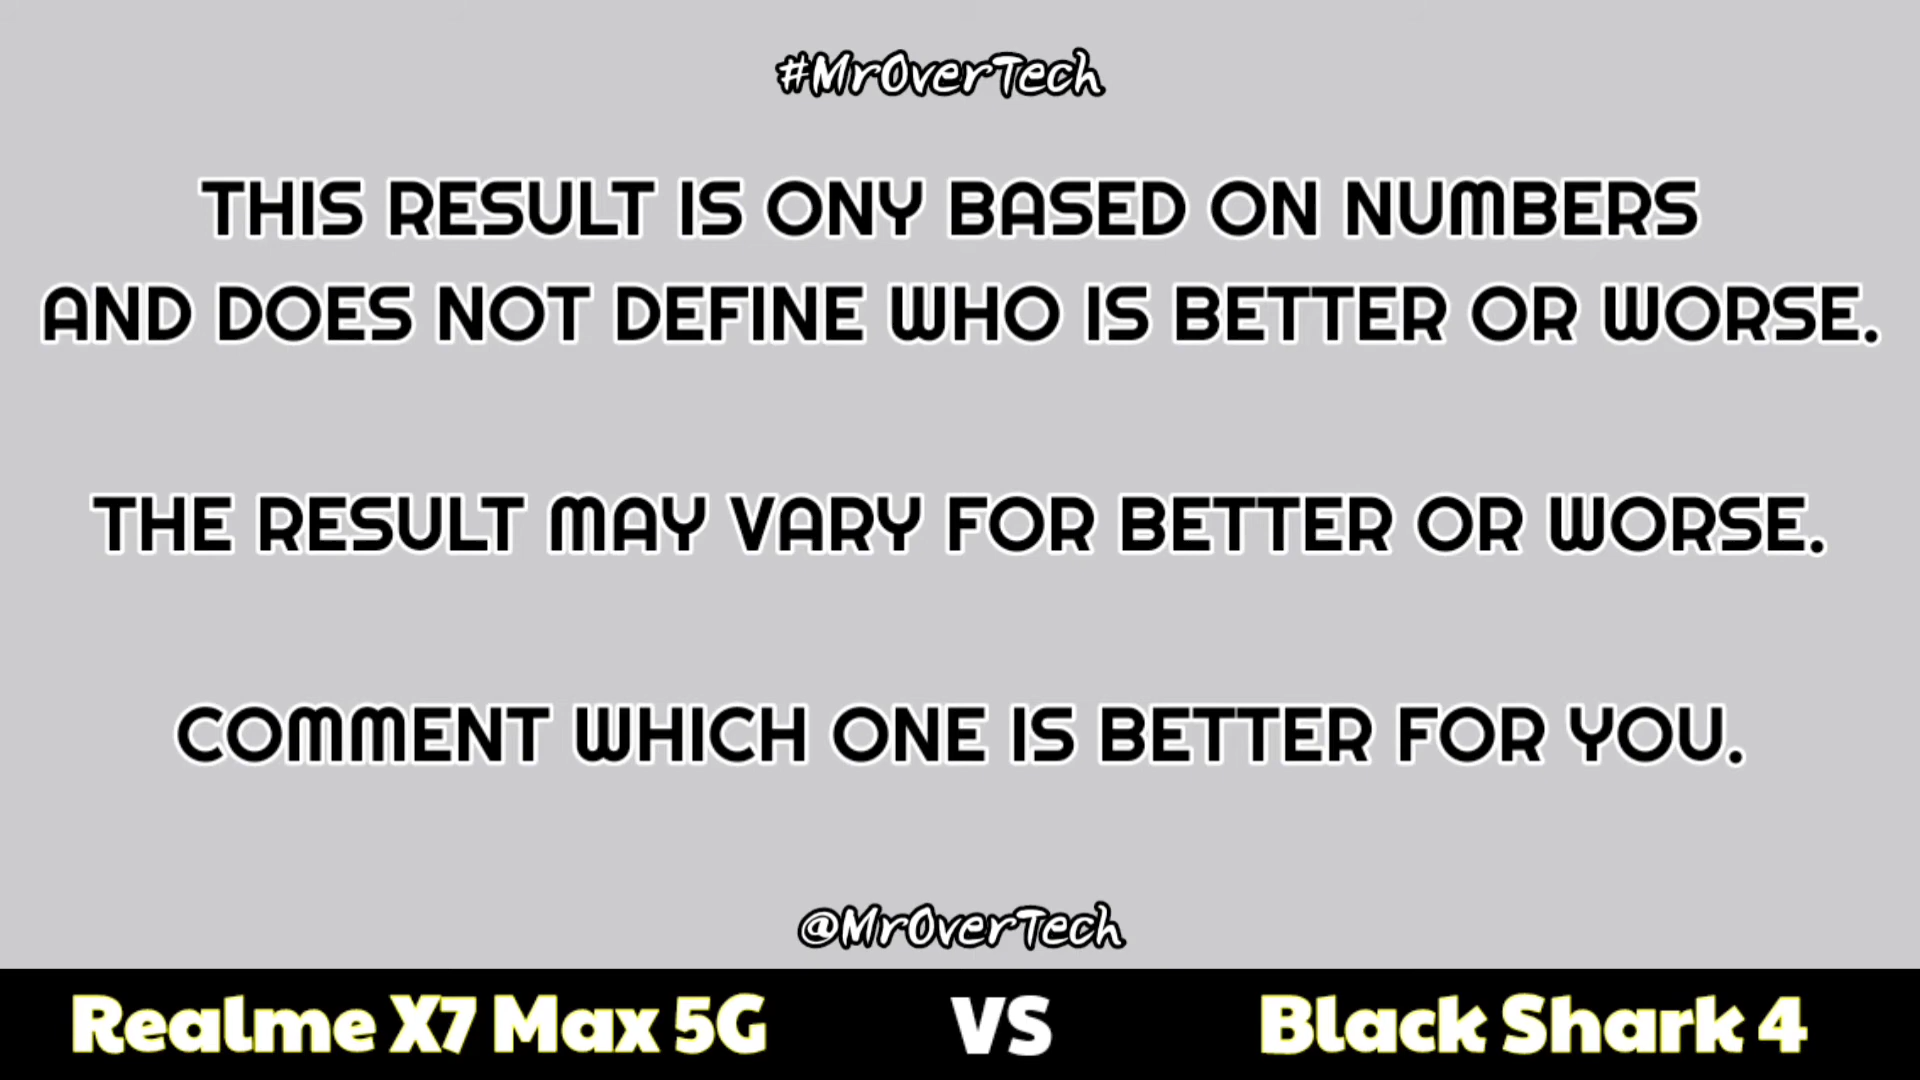 #MrOverTech
THIS RESULT IS ONY BASED ON NUMBERS
AND DOES NOT DEFINE WHO IS BETTER OR WORSE.
THE RESULT MAY VARY FOR BETTER OR WORSE.
COMMENT WHICH ONE IS BETTER FOR YOU.
@MrOverTech
Realme X7 Max 5G VS Black Shark 4